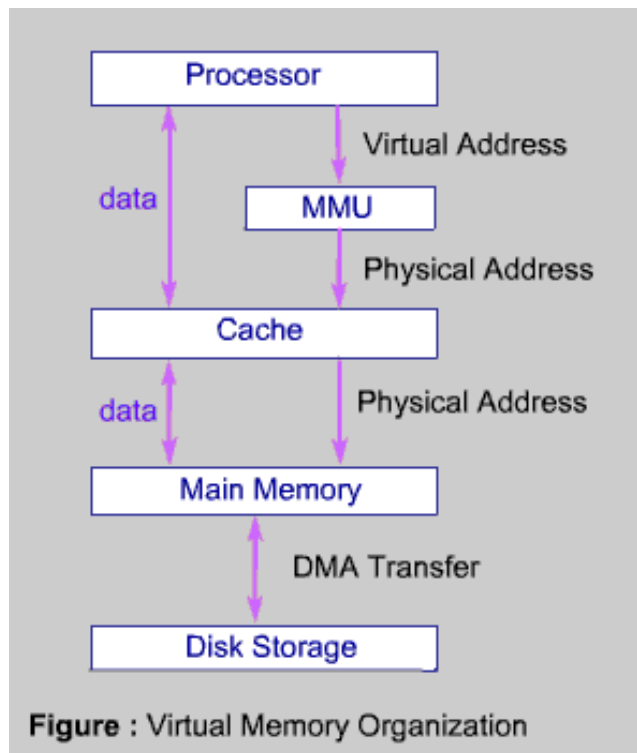 Processor
Virtual Address
data
MMU
Physical Address
Cache
data
Physical Address
Main Memory
DMA Transfer
Disk Storage
Figure : Virtual Memory Organization